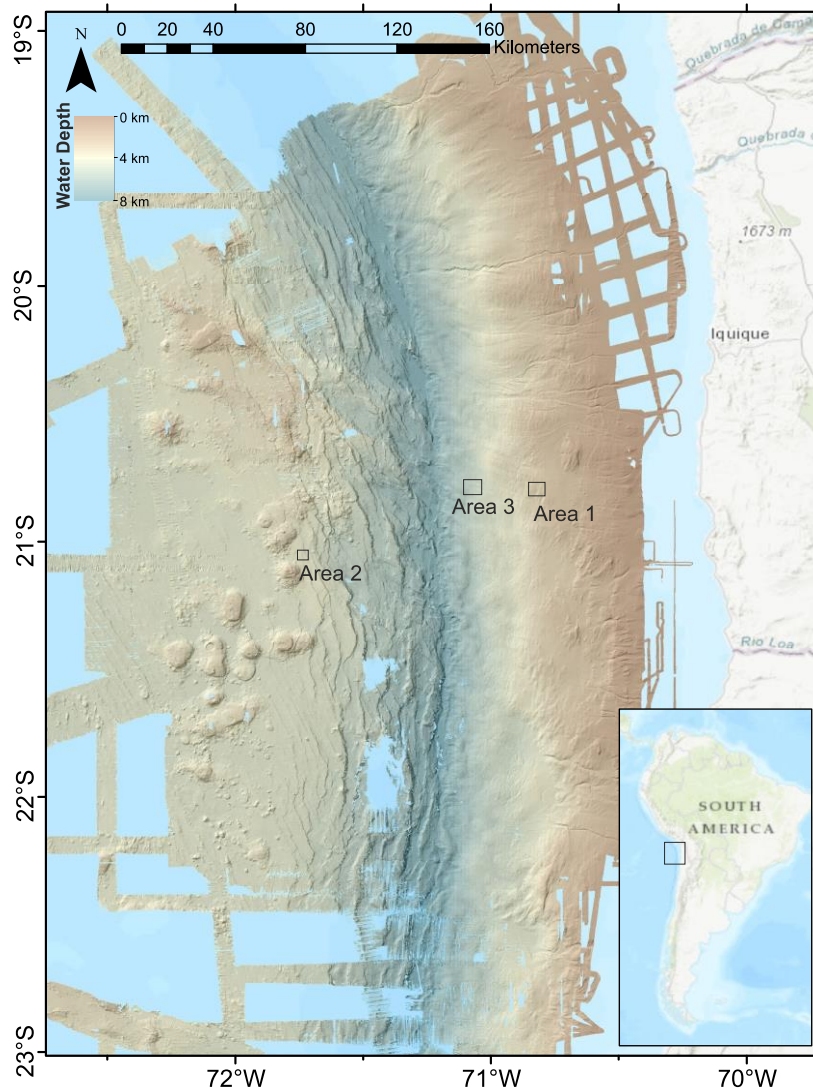 19°S
20°S
21°S
22°S
23°S
N
0 20 40 80 120 160
Kilometers
Water Depth
0 km
4 km
8 km
Quebrada de Cama
Quebrada de
1673 m
Iquique
Area 3
Area 1
Area 2
Rio Loa
SOUTH
AMERICA
72°W 71°W 70°W